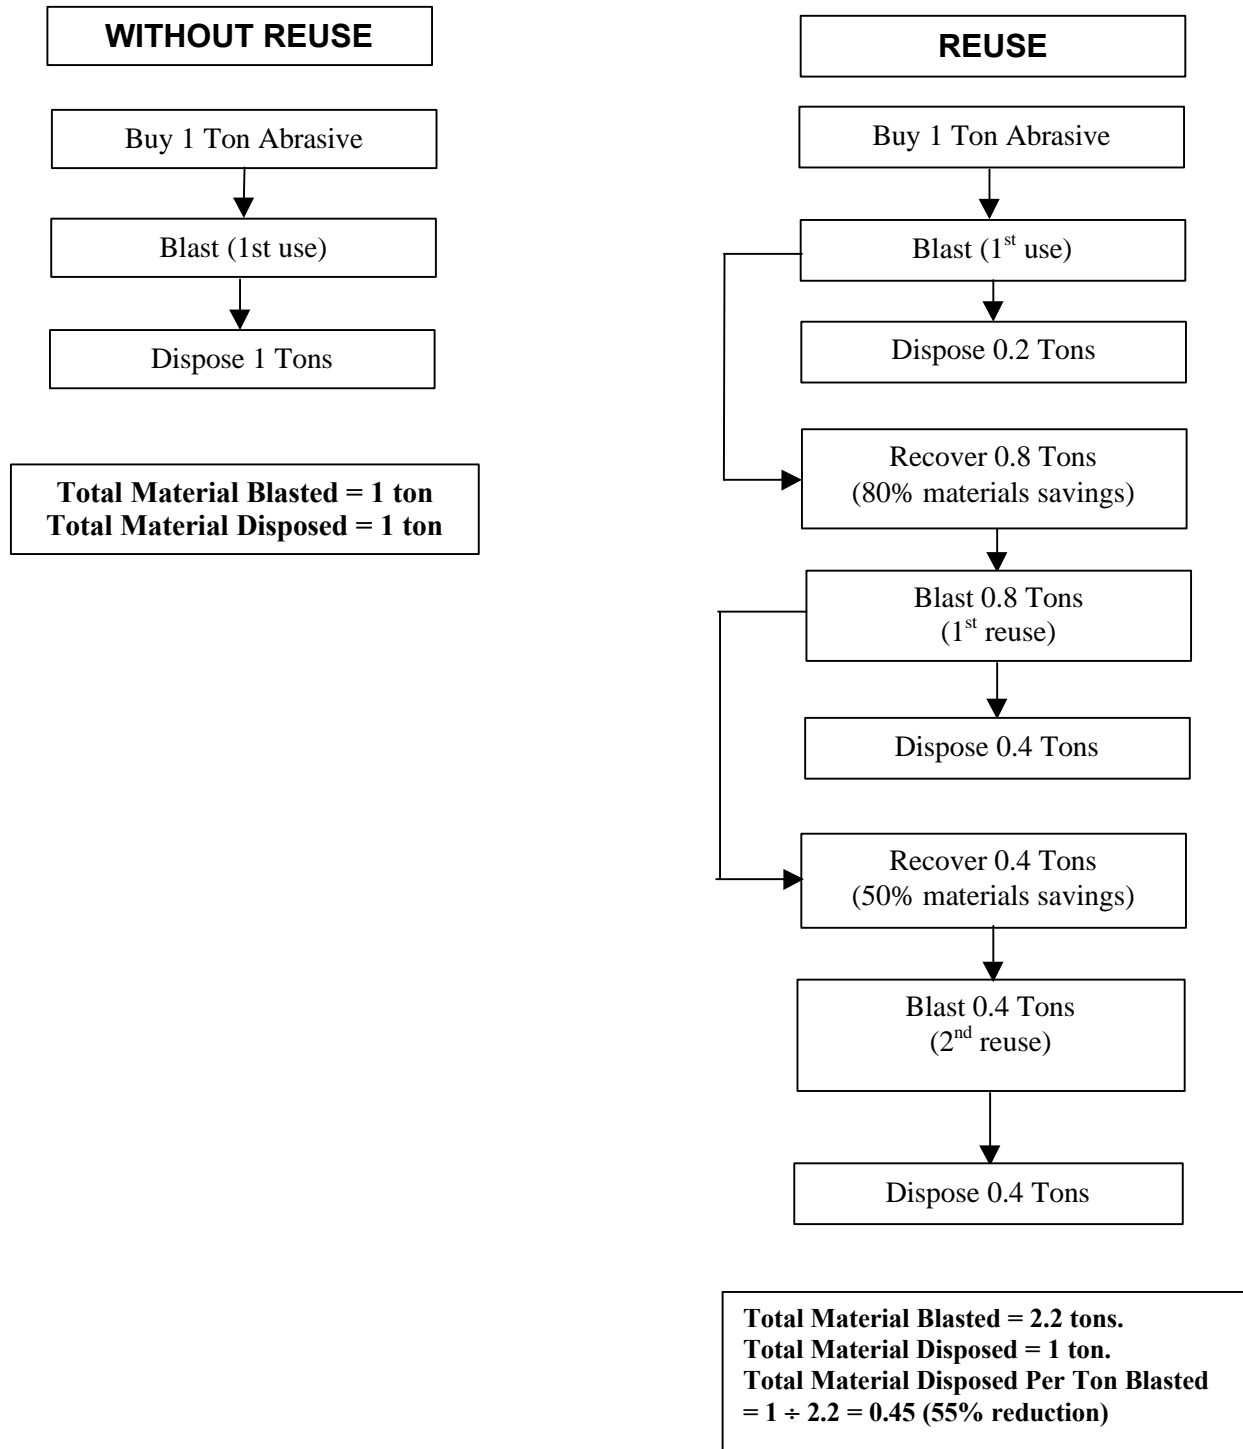 WITHOUT REUSE
Buy 1 Ton Abrasive
Blast (1st use)
Dispose 1 Tons
Total Material Blasted = 1 ton
Total Material Disposed = 1 ton
REUSE
Buy 1 Ton Abrasive
Blast (1st use)
Dispose 0.2 Tons
Recover 0.8 Tons
(80% materials savings)
Blast 0.8 Tons
(1st reuse)
Dispose 0.4 Tons
Recover 0.4 Tons
(50% materials savings)
Blast 0.4 Tons
(2nd reuse)
Dispose 0.4 Tons
Total Material Blasted = 2.2 tons.
Total Material Disposed = 1 ton.
Total Material Disposed Per Ton Blasted
= 1 ÷ 2.2 = 0.45 (55% reduction)